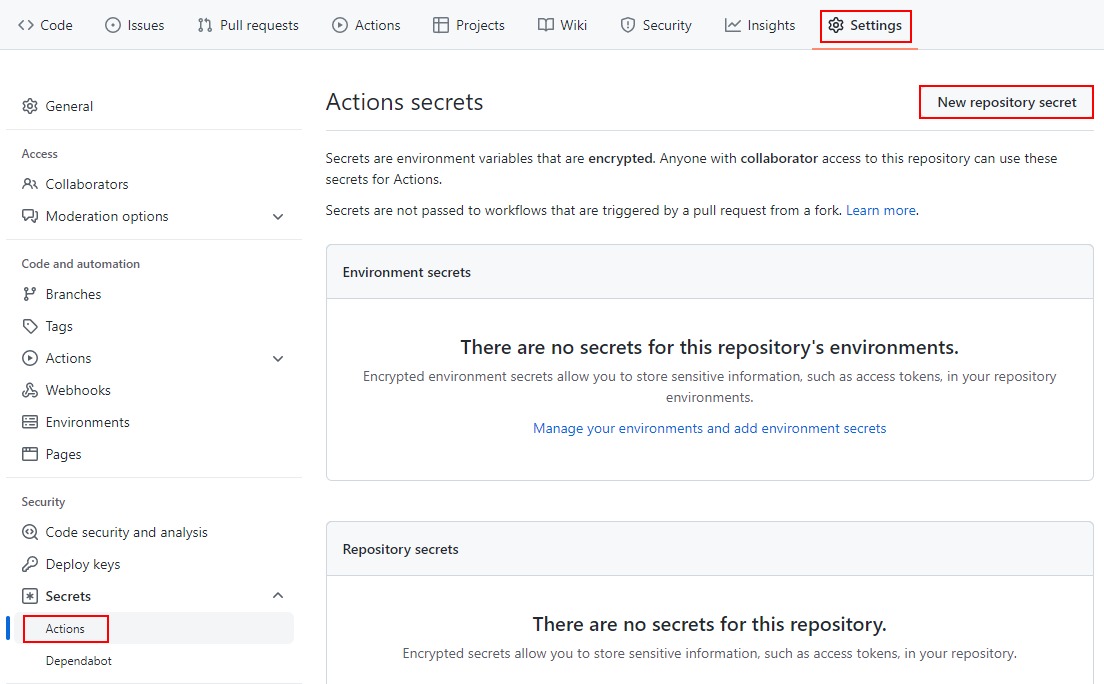 Code
Issues
Pull requests
Actions
Projects
Wiki
Security
Insights
Settings
General
Access
Collaborators
Moderation options
Code and automation
Branches
Tags
Actions
Webhooks
Environments
Pages
Security
Code security and analysis
Deploy keys
Secrets
Actions
Dependabot
Actions secrets
New repository secret
Secrets are environment variables that are encrypted. Anyone with collaborator access to this repository can use these
secrets for Actions.
Secrets are not passed to workflows that are triggered by a pull request from a fork. Learn more.
Environment secrets
There are no secrets for this repository's environments.
Encrypted environment secrets allow you to store sensitive information, such as access tokens, in your repository
environments.
Manage your environments and add environment secrets
Repository secrets
There are no secrets for this repository.
Encrypted secrets allow you to store sensitive information, such as access tokens, in your repository.